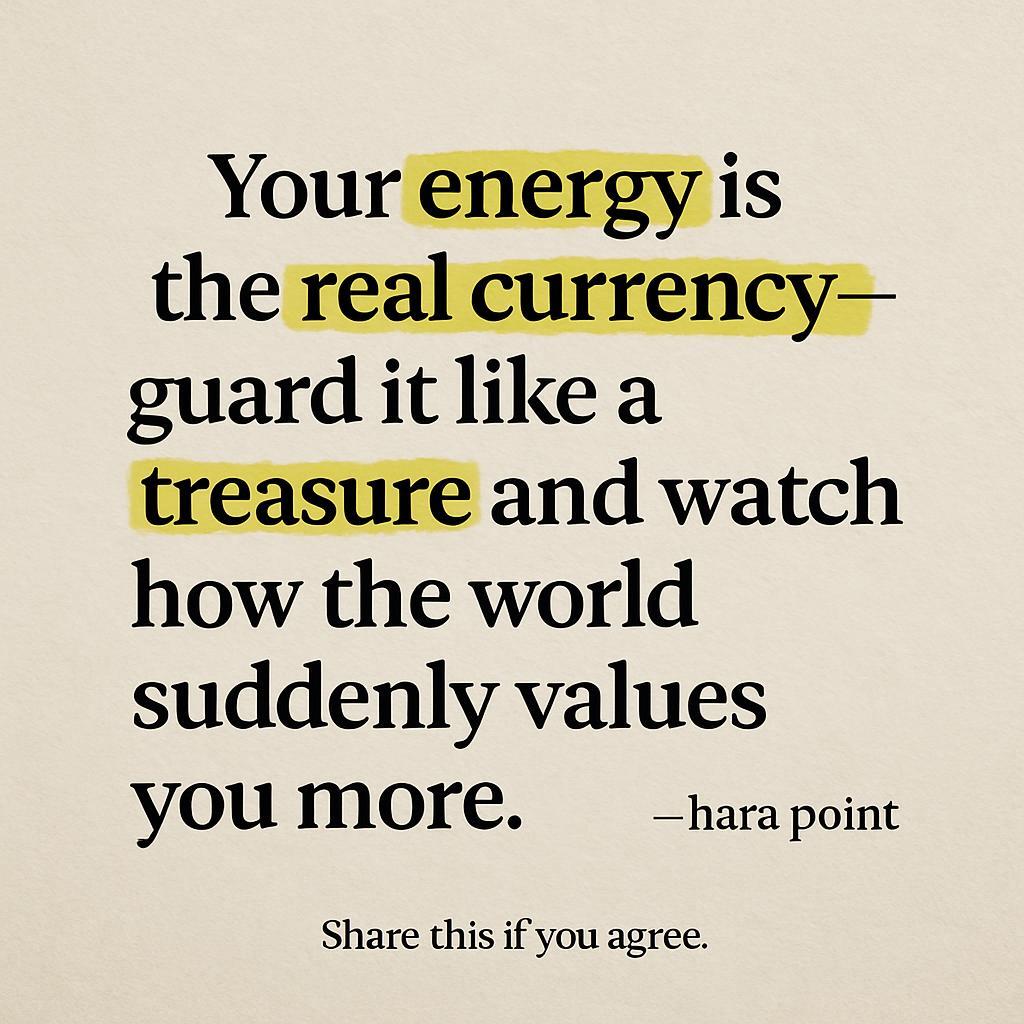 Your energy is
the real currency—
guard it like a
treasure and watch
how the world
suddenly values
you more.
—hara point
Share this if you agree.